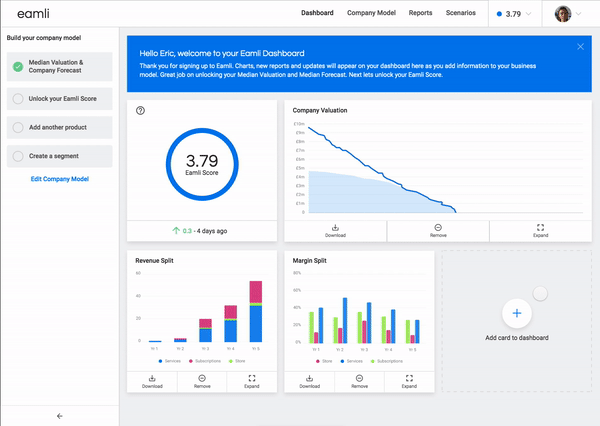 eamli
Dashboard
Company Model
Reports
Scenarios
3.79
Build your company model
Median Valuation &
Company Forecast
Unlock your Eamli Score
Add another product
Create a segment
Edit Company Model
Hello Eric, welcome to your Eamli Dashboard
Thank you for signing up to Eamli. Charts, new reports and updates will appear on your dashboard here as you add information to your business
model. Great job on unlocking your Median Valuation and Median Forecast. Next lets unlock your Eamli Score.
3.79
Eamli Score
0.3 - 4 days ago
Company Valuation
£10m
£9m
£8m
£7m
£6m
£5m
£4m
£3m
£2m
£1m
£0
Download
Remove
Expand
Revenue Split
60
40
20
0
Yr 1
Yr 2
Yr 3
Yr 4
Yr 5
Services
Subscriptions
Store
Download
Remove
Expand
Margin Split
80%
60%
40%
20%
0%
Yr 1
Yr 2
Yr 3
Yr 4
Yr 5
Store
Services
Subscriptions
Download
Remove
Expand
Add card to dashboard